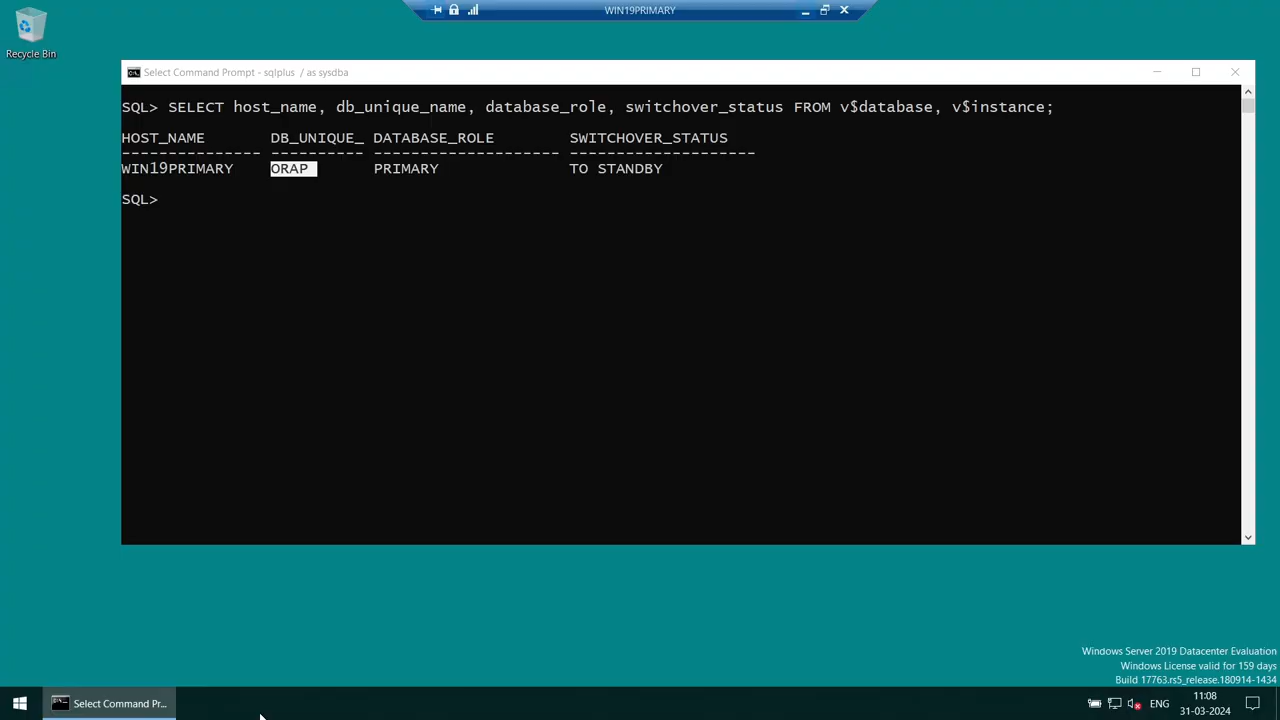 WIN19PRIMARY
Recycle Bin
Select Command Prompt - sqlplus / as sysdba
SQL> SELECT host_name, db_unique_name, database_role, switchover_status FROM v$database, v$instance;
HOST_NAME DB_UNIQUE_ DATABASE_ROLE SWITCHOVER_STATUS
--------------- ---------- -------------------- --------------------
WIN19PRIMARY ORAP PRIMARY TO STANDBY
SQL>
Windows Server 2019 Datacenter Evaluation
Windows License valid for 159 days
Build 17763.rs5_release.180914-1434
Select Command Pr...
ENG
11:08
31-03-2024